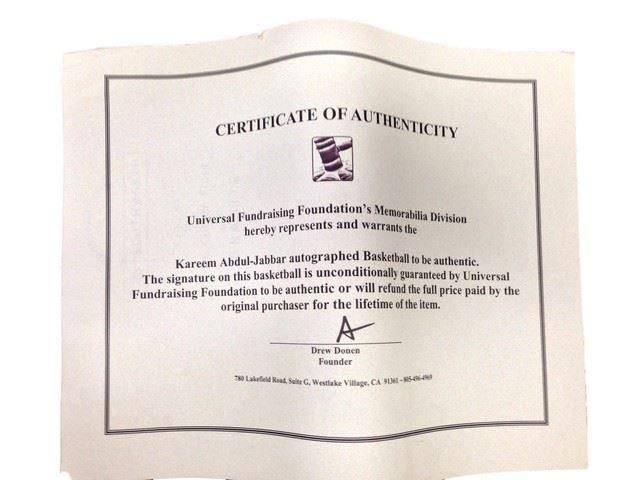 CERTIFICATE OF AUTHENTICITY
Universal Fundraising Foundation's Memorabilia Division
hereby represents and warrants the
Kareem Abdul-Jabbar autographed Basketball to be authentic.
The signature on this basketball is unconditionally guaranteed by Universal
Fundraising Foundation to be authentic or will refund the full price paid by the
original purchaser for the lifetime of the item.
Drew Donen
Founder
780 Lakefield Road, Suite G, Westlake Village, CA 91361 ~ 805-496-4969